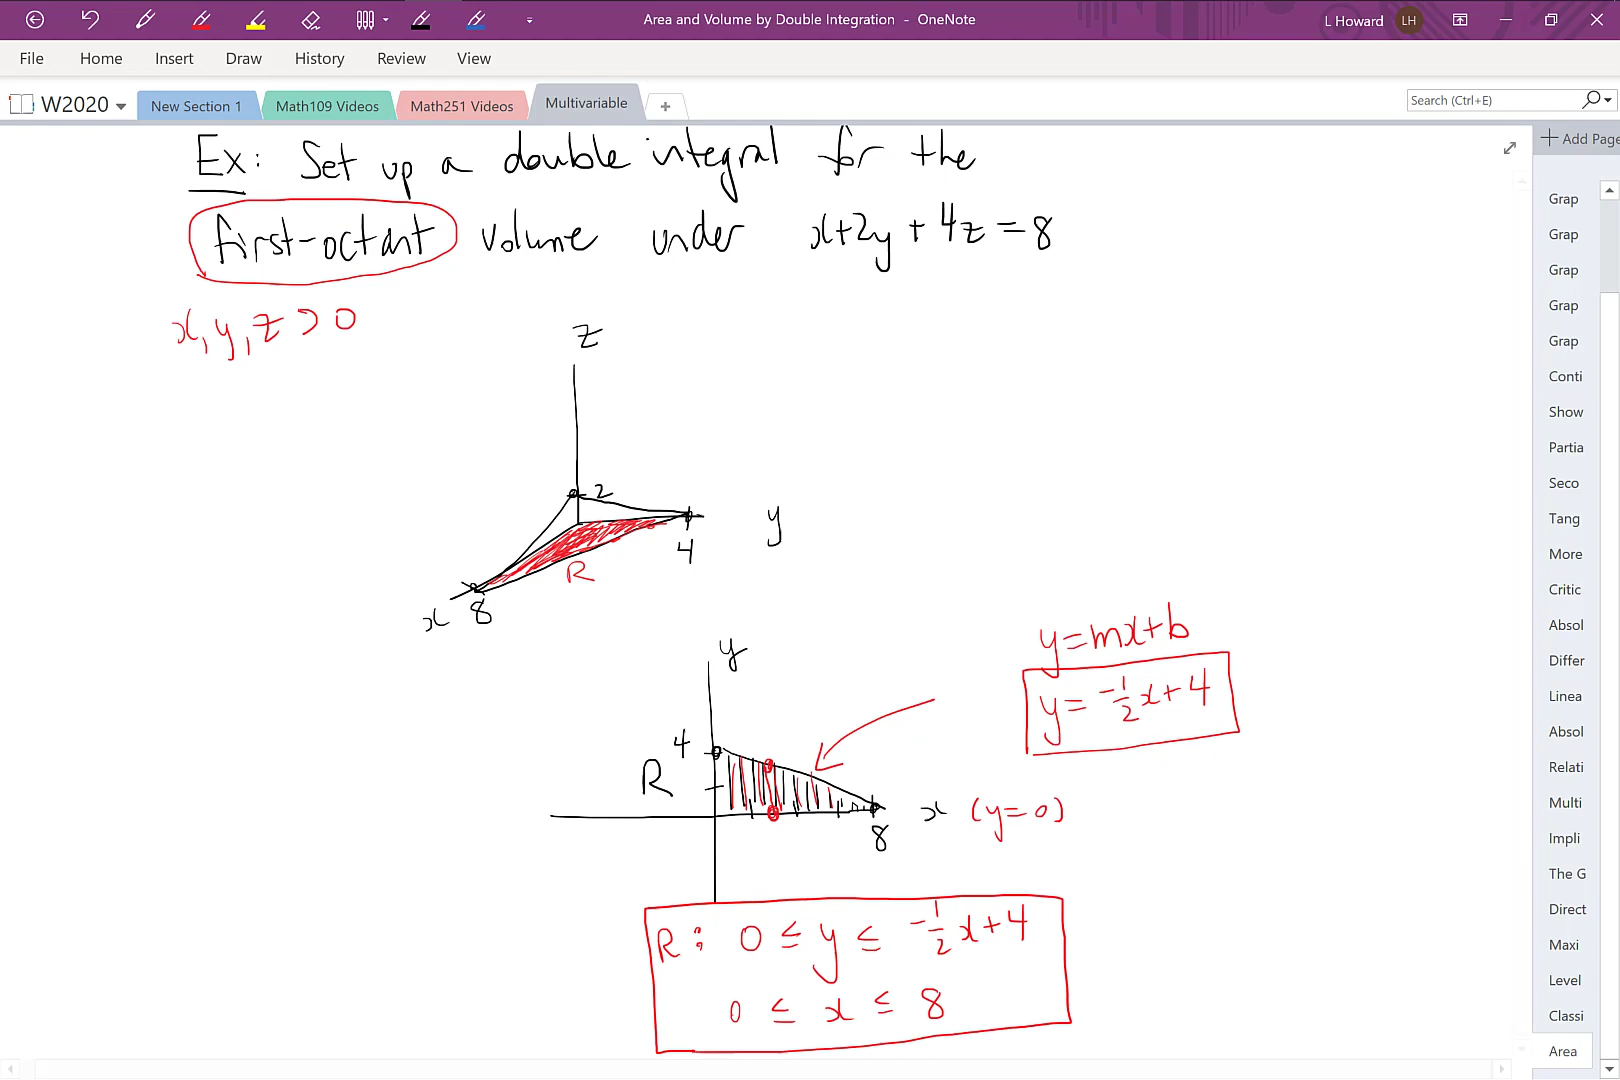 Area and Volume by Double Integration - OneNote
L Howard LH
File Home Insert Draw History Review View
W2020 New Section 1 Math109 Videos Math251 Videos Multivariable +
Search (Ctrl+E)
Add Page
Ex: Set up a double integral for the
first-octant volume under x+2y+4z=8
x,y,z>0
z
2
y
4
R
x 8
y
y=mx+b
y=-1/2x+4
4
R
x (y=0)
8
R: 0≤y≤-1/2x+4
0≤x≤8
Grap
Grap
Grap
Grap
Grap
Conti
Show
Partia
Seco
Tang
More
Critic
Absol
Differ
Linea
Absol
Relati
Multi
Impli
The G
Direct
Maxi
Level
Classi
Area